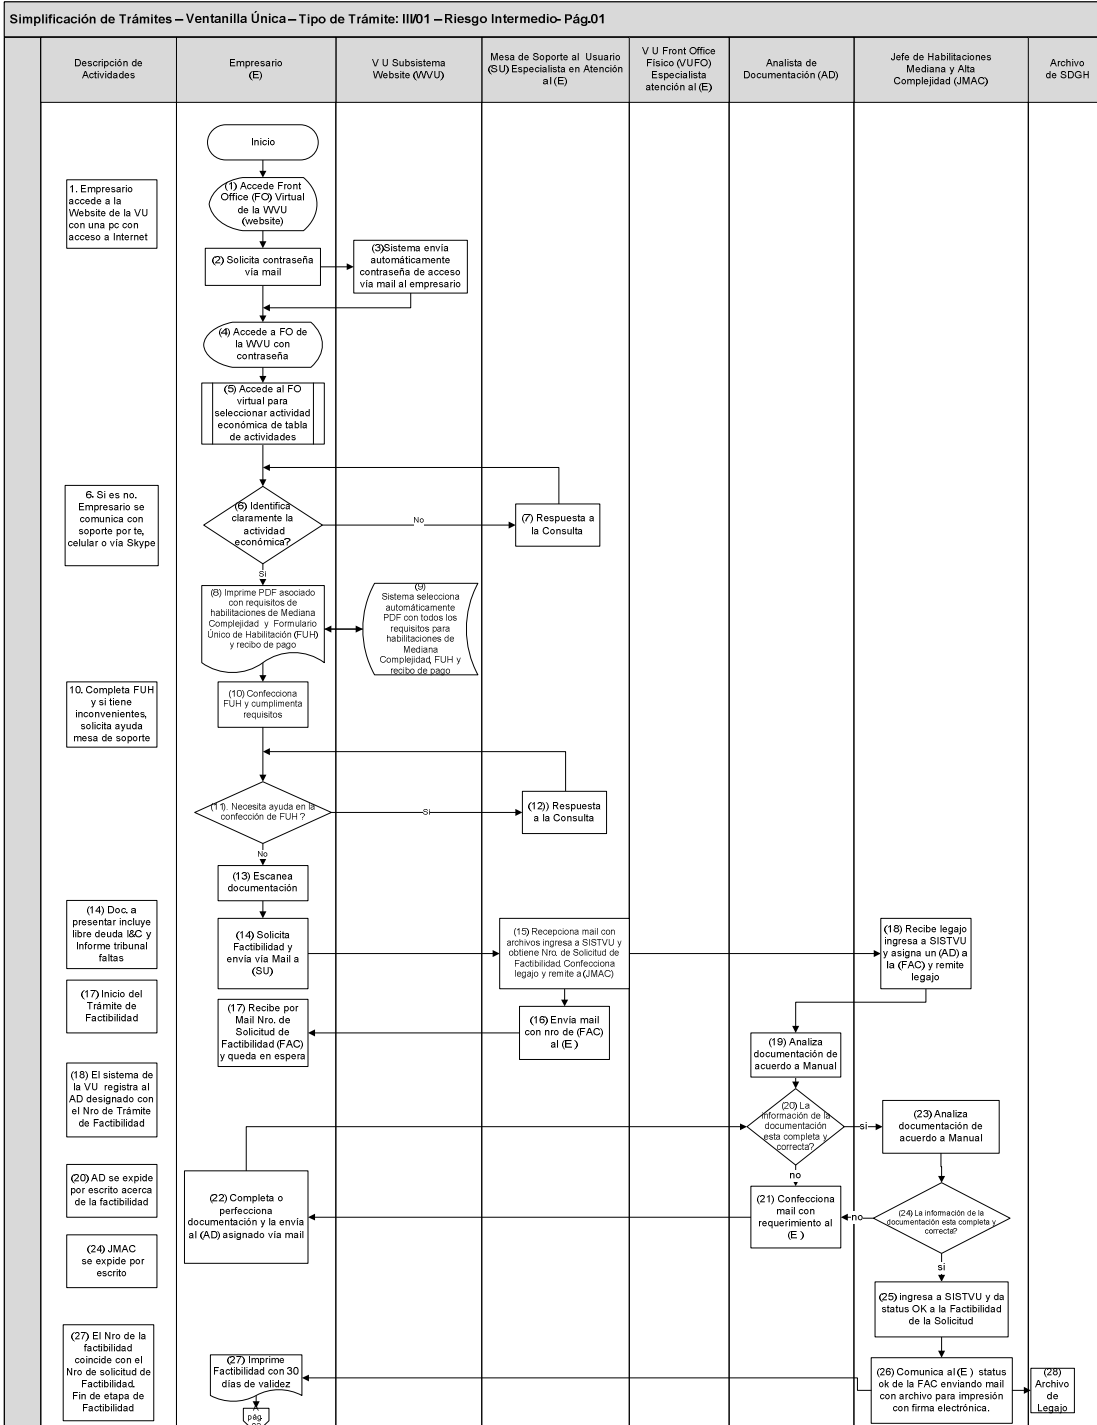 Simplificación de Trámites – Ventanilla Única – Tipo de Trámite: III/01 – Riesgo Intermedio- Pág.01
Descripción de
Actividades
Empresario
(E)
V U Subsistema
Website (WVU)
Mesa de Soporte al Usuario
(SU) Especialista en Atención
al (E)
V U Front Office
Físico (VUFO)
Especialista
atención al (E)
Analista de
Documentación (AD)
Jefe de Habilitaciones
Mediana y Alta
Complejidad (JMAC)
Archivo
de SDGH
Inicio
1. Empresario
accede a la
Website de la VU
con una pc con
acceso a Internet
(1) Accede Front
Office (FO) Virtual
de la WVU
(website)
(2) Solicita contraseña
vía mail
(3)Sistema envía
automáticamente
contraseña de acceso
vía mail al empresario
(4) Accede a FO de
la WVU con
contraseña
(5) Accede al FO
virtual para
seleccionar actividad
económica de tabla
de actividades
6. Si es no.
Empresario se
comunica con
soporte por te,
celular o vía Skype
(6) Identifica
claramente la
actividad
económica?
No
(7) Respuesta a
la Consulta
Si
(8) Imprime PDF asociado
con requisitos de
habilitaciones de Mediana
Complejidad y Formulario
Único de Habilitación (FUH)
y recibo de pago
(9)
Sistema selecciona
automáticamente
PDF con todos los
requisitos para
habilitaciones de
Mediana
Complejidad, FUH y
recibo de pago
10. Completa FUH
y si tiene
inconvenientes,
solicita ayuda
mesa de soporte
(10) Confecciona
FUH y cumplimenta
requisitos
(11). Necesita ayuda en la
confección de FUH ?
Si
(12)) Respuesta
a la Consulta
No
(13) Escanea
documentación
(14) Doc. a
presentar incluye
libre deuda I&C y
Informe tribunal
faltas
(14) Solicita
Factibilidad y
envía vía Mail a
(SU)
(15) Recepciona mail con
archivos ingresa a SISTVU y
obtiene Nro. de Solicitud de
Factibilidad. Confecciona
legajo y remite a (JMAC)
(18) Recibe legajo
ingresa a SISTVU
y asigna un (AD) a
la (FAC) y remite
legajo
(17) Inicio del
Trámite de
Factibilidad
(17) Recibe por
Mail Nro. de
Solicitud de
Factibilidad (FAC)
y queda en espera
(16) Envía mail
con nro de (FAC)
al (E )
(19) Analiza
documentación de
acuerdo a Manual
(18) El sistema de
la VU registra al
AD designado con
el Nro de Trámite
de Factibilidad
(20) La
información de la
documentación
esta completa y
correcta?
si
(23) Analiza
documentación de
acuerdo a Manual
no
(20) AD se expide
por escrito acerca
de la factibilidad
(22) Completa o
perfecciona
documentación y la envía
al (AD) asignado vía mail
(21) Confecciona
mail con
requerimiento al
(E )
no
(24) La información de la
documentación esta completa y
correcta?
si
(24) JMAC
se expide por
escrito
(25) ingresa a SISTVU y da
status OK a la Factibilidad
de la Solicitud
(27) El Nro de la
factibilidad
coincide con el
Nro de solicitud de
Factibilidad.
Fin de etapa de
Factibilidad
(27) Imprime
Factibilidad con 30
días de validez
(26) Comunica al (E ) status
ok de la FAC enviando mail
con archivo para impresión
con firma electrónica.
(28)
Archivo
de
Legajo
A
pág.